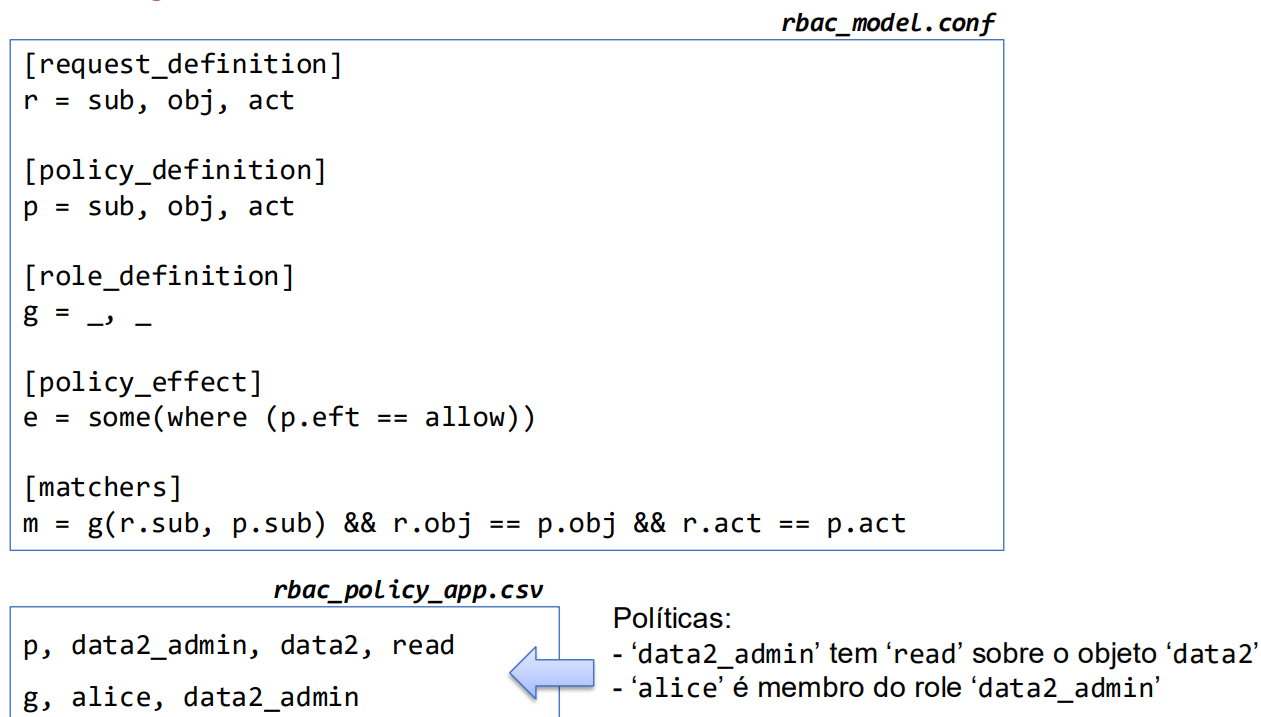 rbac_model.conf
[request_definition]
r = sub, obj, act
[policy_definition]
p = sub, obj, act
[role_definition]
g = _, _
[policy_effect]
e = some(where (p.eft == allow))
[matchers]
m = g(r.sub, p.sub) && r.obj == p.obj && r.act == p.act
rbac_policy_app.csv
p, data2_admin, data2, read
g, alice, data2_admin
Políticas:
- ‘data2_admin’ tem ‘read’ sobre o objeto ‘data2’
- ‘alice’ é membro do role ‘data2_admin’